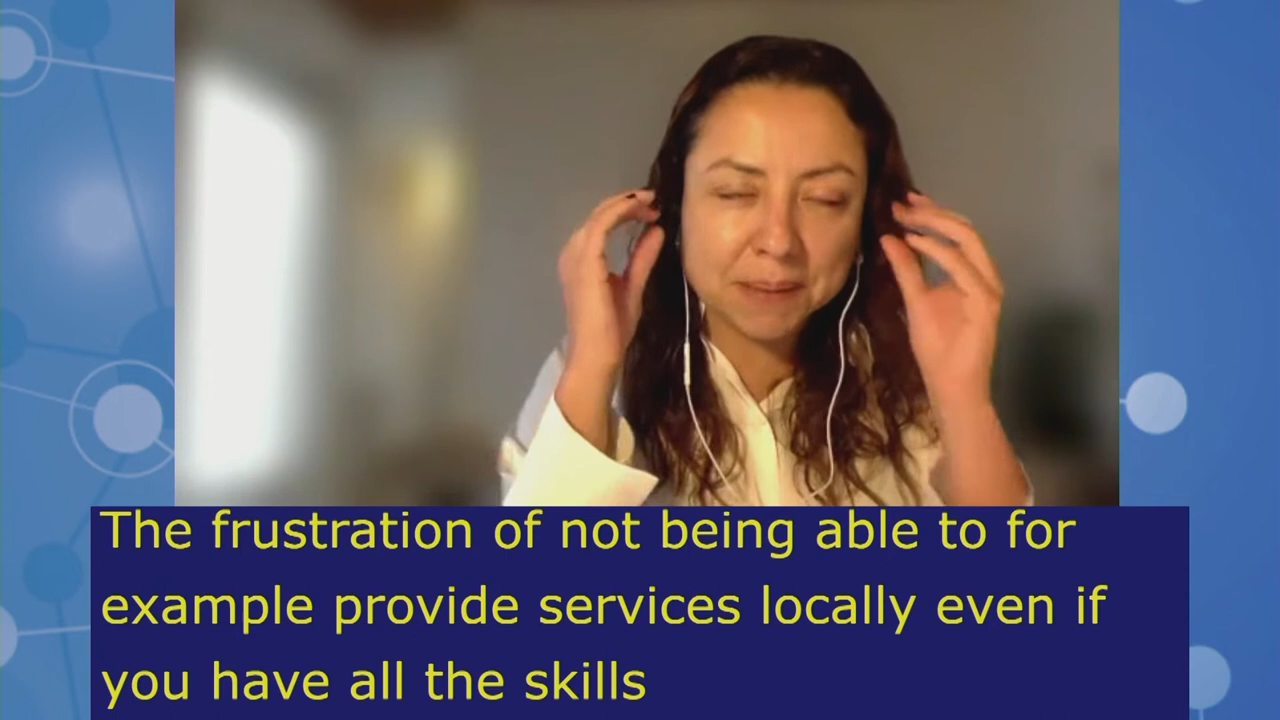 The frustration of not being able to for
example provide services locally even if
you have all the skills